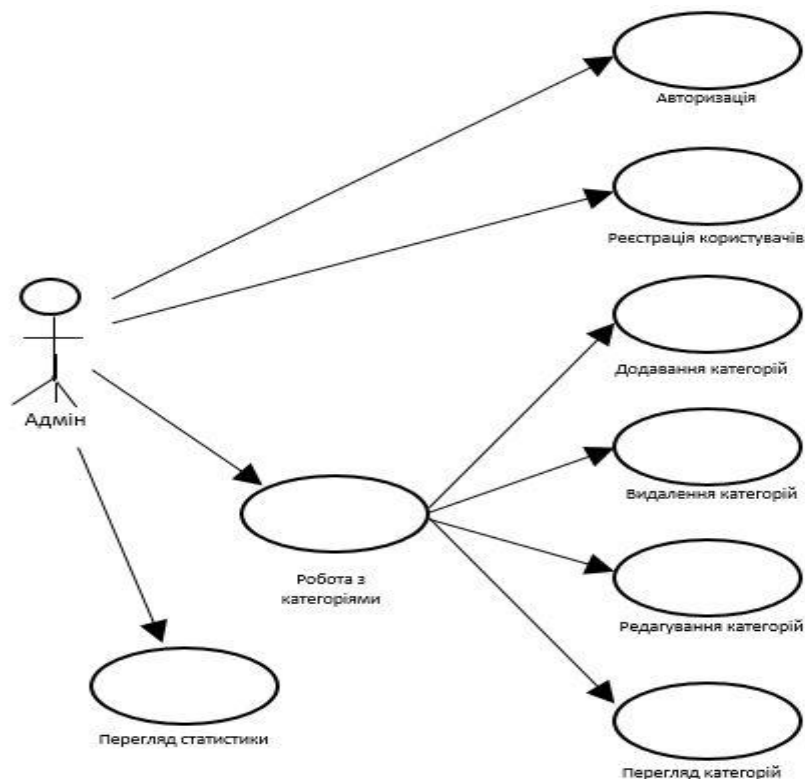 Авторизація
Реєстрація користувачів
Додавання категорій
Адмін
Видалення категорій
Робота з
категоріями
Редагування категорій
Перегляд статистики
Перегляд категорій